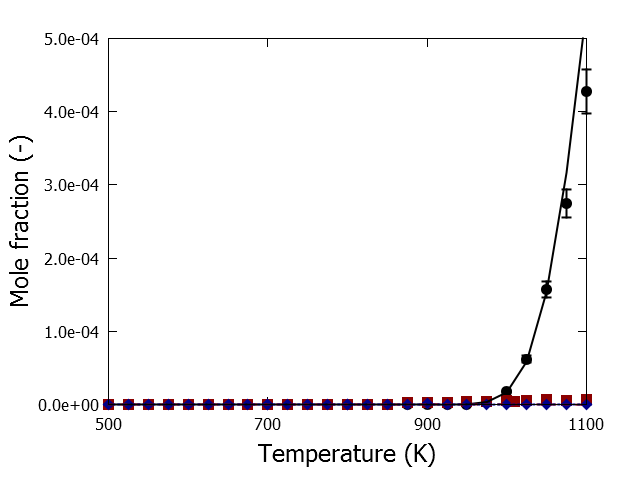 5.0e-04
4.0e-04
3.0e-04
2.0e-04
1.0e-04
0.0e+00
500
700
900
1100
Mole fraction (-)
Temperature (K)